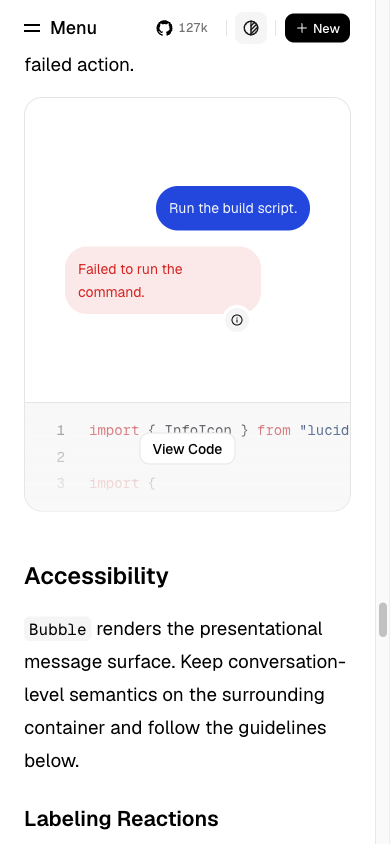 Menu
127k
+ New
failed action.
Run the build script.
Failed to run the
command.
1 import { InfoIcon } from "lucid
View Code
2
3 import {
Accessibility
Bubble renders the presentational
message surface. Keep conversation-
level semantics on the surrounding
container and follow the guidelines
below.
Labeling Reactions